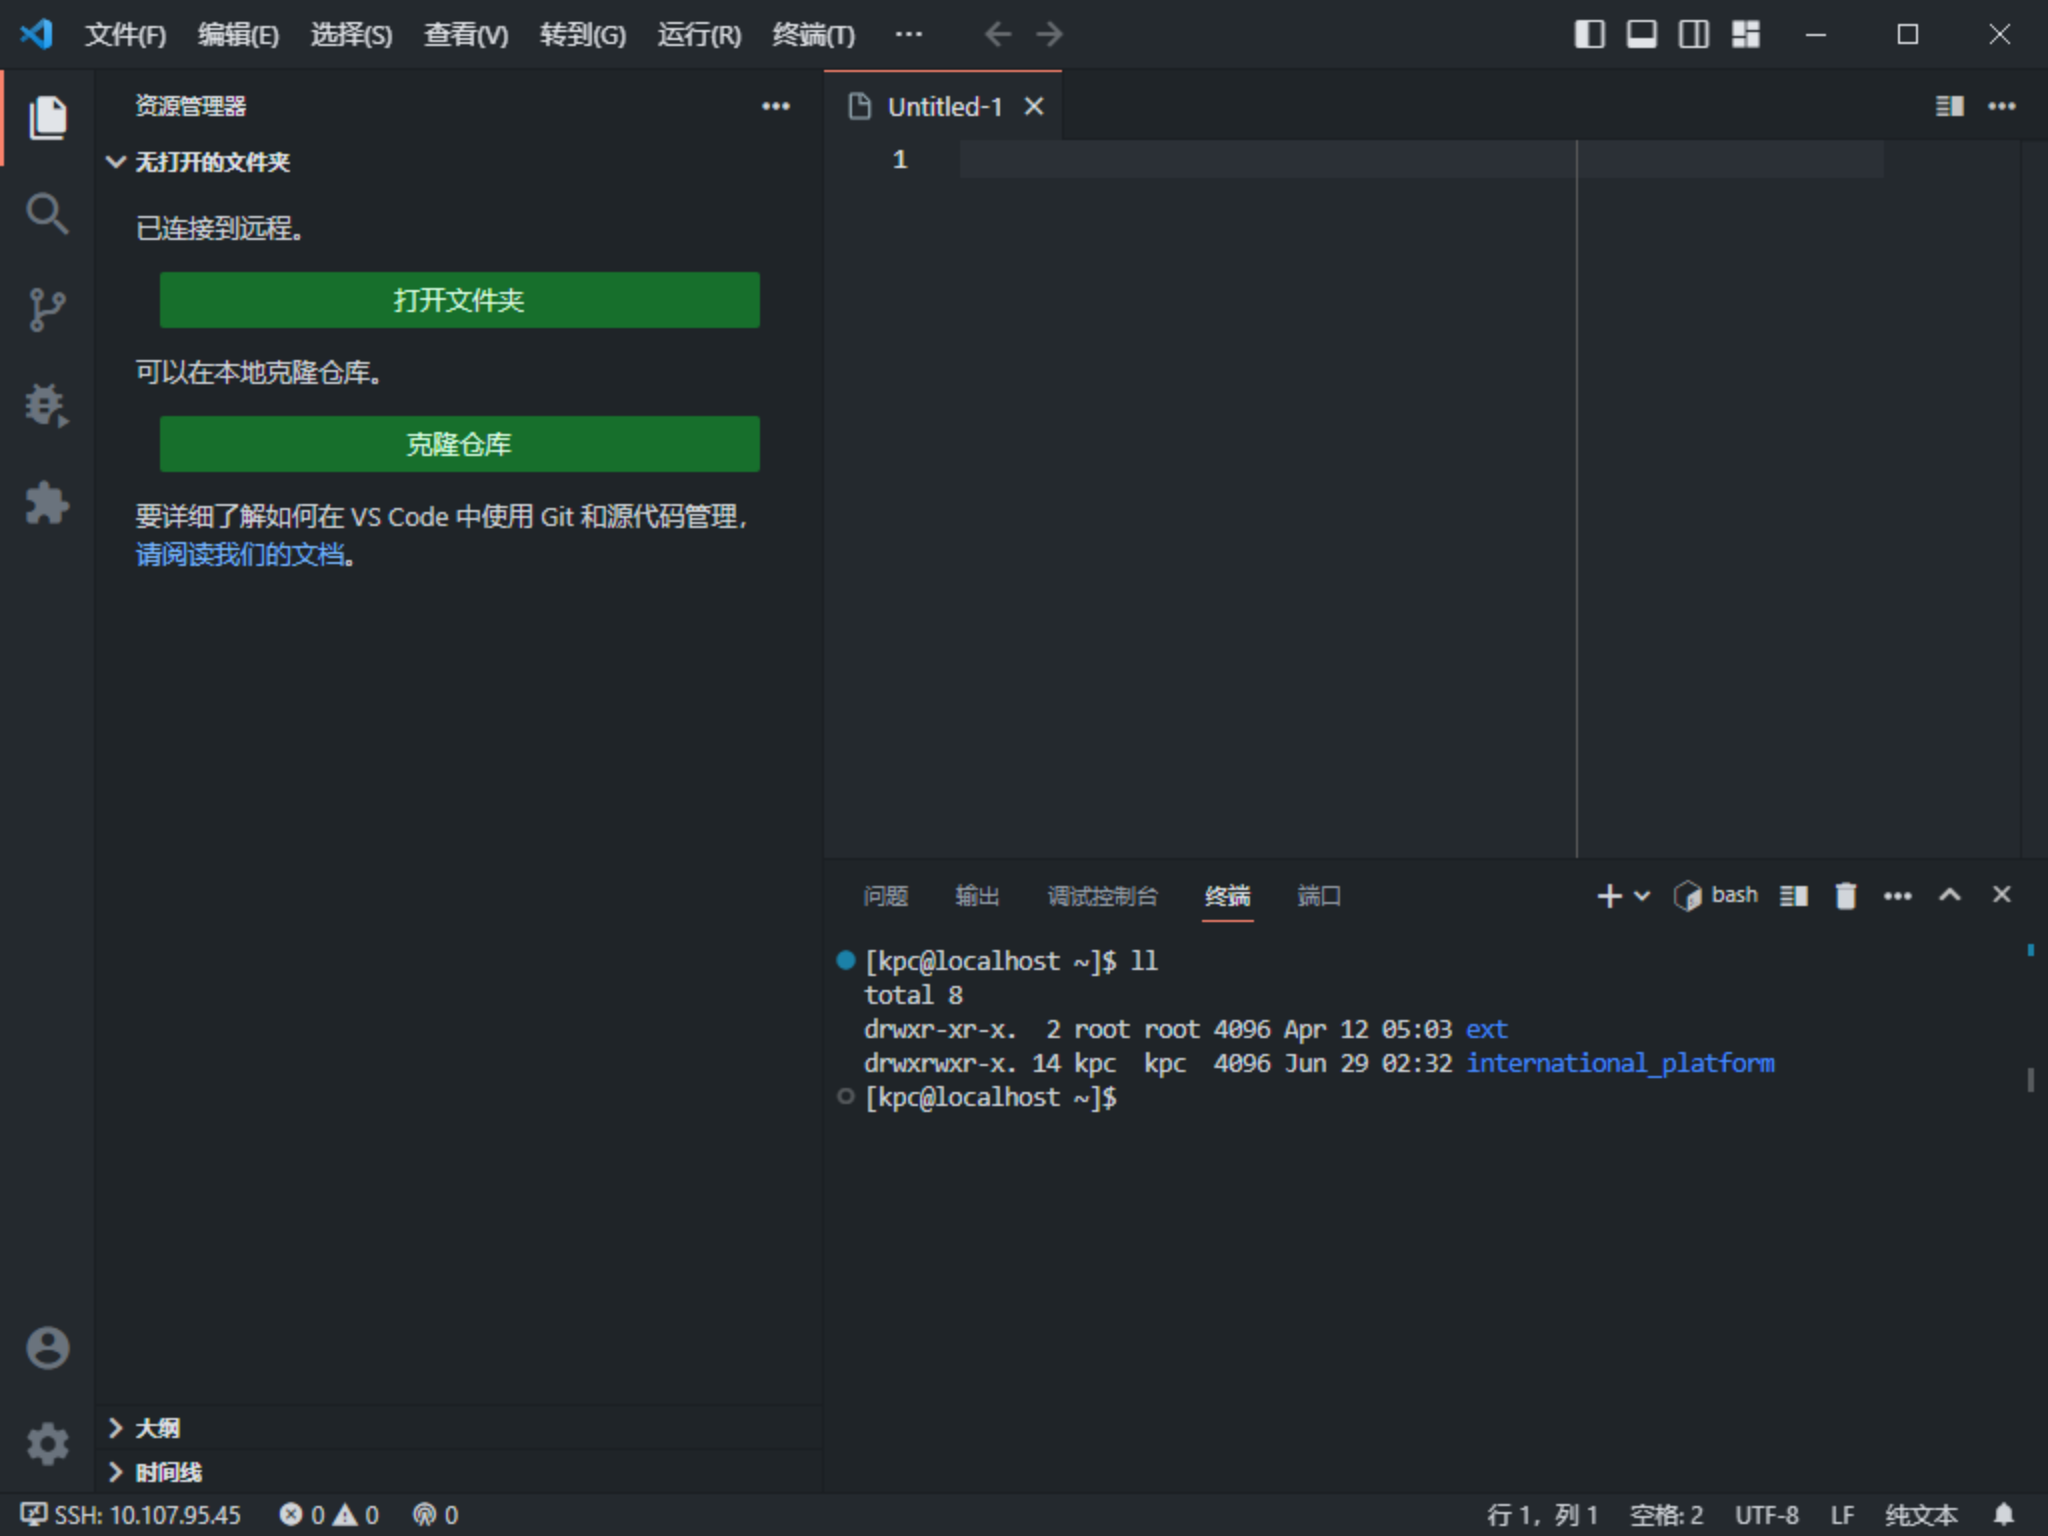 文件(F) 编辑(E) 选择(S) 查看(V) 转到(G) 运行(R) 终端(T) ···
资源管理器
无打开的文件夹
已连接到远程。
打开文件夹
可以在本地克隆仓库。
克隆仓库
要详细了解如何在 VS Code 中使用 Git 和源代码管理,
请阅读我们的文档。
大纲
时间线
Untitled-1
1
问题 输出 调试控制台 终端 端口 bash
[kpc@localhost ~]$ ll
total 8
drwxr-xr-x.  2 root root 4096 Apr 12 05:03 ext
drwxrwxr-x. 14 kpc  kpc  4096 Jun 29 02:32 international_platform
[kpc@localhost ~]$
SSH: 10.107.95.45 0 0 0 行 1, 列 1 空格: 2 UTF-8 LF 纯文本